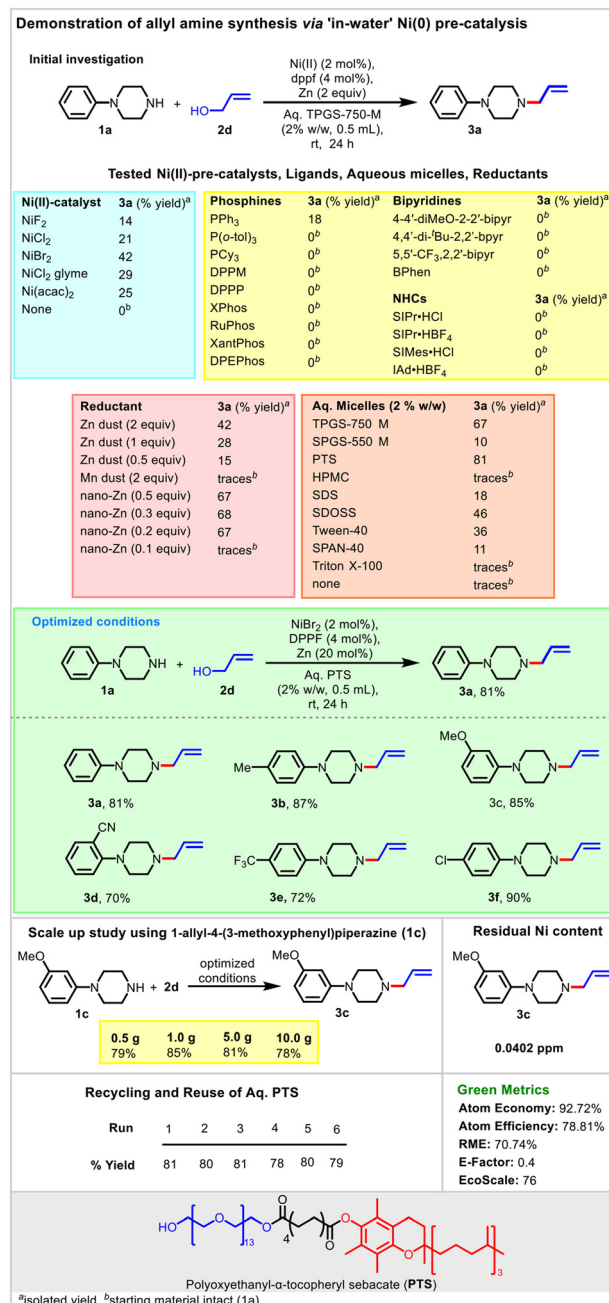 Demonstration of allyl amine synthesis via 'in-water' Ni(0) pre-catalysis
Initial investigation
N
NH
1a
+
HO
2d
Ni(II) (2 mol%),
dppf (4 mol%),
Zn (2 equiv)
Aq. TPGS-750-M
(2% w/w, 0.5 mL),
rt, 24 h
N
N
3a
Tested Ni(II)-pre-catalysts, Ligands, Aqueous micelles, Reductants
Ni(II)-catalyst 3a (% yield)a
NiF2 14
NiCl2 21
NiBr2 42
NiCl2 glyme 29
Ni(acac)2 25
None 0b
Phosphines 3a (% yield)a
PPh3 18
P(o-tol)3 0b
PCy3 0b
DPPM 0b
DPPP 0b
XPhos 0b
RuPhos 0b
XantPhos 0b
DPEPhos 0b
Bipyridines 3a (% yield)a
4-4'-diMeO-2-2'-bipyr 0b
4,4'-di-tBu-2,2'-bpyr 0b
5,5'-CF3,2,2'-bipyr 0b
BPhen 0b
NHCs 3a (% yield)a
SIPr•HCl 0b
SIPr•HBF4 0b
SIMes•HCl 0b
IAd•HBF4 0b
Reductant 3a (% yield)a
Zn dust (2 equiv) 42
Zn dust (1 equiv) 28
Zn dust (0.5 equiv) 15
Mn dust (2 equiv) tracesb
nano-Zn (0.5 equiv) 67
nano-Zn (0.3 equiv) 68
nano-Zn (0.2 equiv) 67
nano-Zn (0.1 equiv) tracesb
Aq. Micelles (2 % w/w) 3a (% yield)a
TPGS-750 M 67
SPGS-550 M 10
PTS 81
HPMC tracesb
SDS 18
SDOSS 46
Tween-40 36
SPAN-40 11
Triton X-100 tracesb
none tracesb
Optimized conditions
N
NH
1a
+
HO
2d
NiBr2 (2 mol%),
DPPF (4 mol%),
Zn (20 mol%)
Aq. PTS
(2% w/w, 0.5 mL),
rt, 24 h
N
N
3a, 81%
N
N
3a, 81%
Me
N
N
3b, 87%
MeO
N
N
3c, 85%
CN
N
N
3d, 70%
F3C
N
N
3e, 72%
Cl
N
N
3f, 90%
Scale up study using 1-allyl-4-(3-methoxyphenyl)piperazine (1c)
MeO
N
NH
1c
+ 2d
optimized
conditions
MeO
N
N
3c
0.5 g 1.0 g 5.0 g 10.0 g
79% 85% 81% 78%
Residual Ni content
MeO
N
N
3c
0.0402 ppm
Recycling and Reuse of Aq. PTS
Run 1 2 3 4 5 6
% Yield 81 80 81 78 80 79
Green Metrics
Atom Economy: 92.72%
Atom Efficiency: 78.81%
RME: 70.74%
E-Factor: 0.4
EcoScale: 76
HO
O
13
O
O
4
O
O
O
3
Polyoxyethanyl-α-tocopheryl sebacate (PTS)
aisolated yield, bstarting material intact (1a)